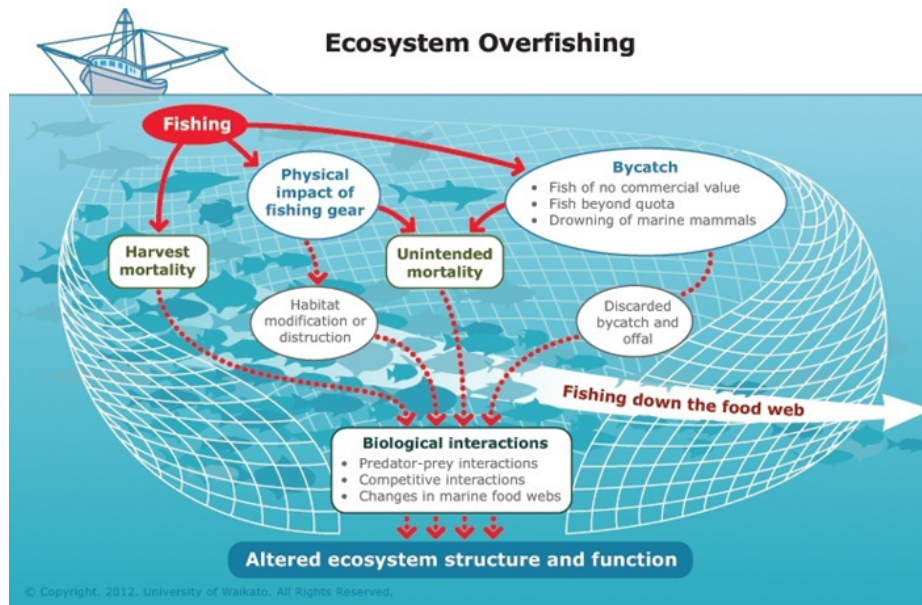 Ecosystem Overfishing
Fishing
Physical
impact of
fishing gear
Bycatch
• Fish of no commercial value
• Fish beyond quota
• Drowning of marine mammals
Harvest
mortality
Unintended
mortality
Habitat
modification or
distruction
Discarded
bycatch and
offal
Fishing down the food web
Biological interactions
• Predator-prey interactions
• Competitive interactions
• Changes in marine food webs
Altered ecosystem structure and function
© Copyright. 2012. University of Waikato. All Rights Reserved.